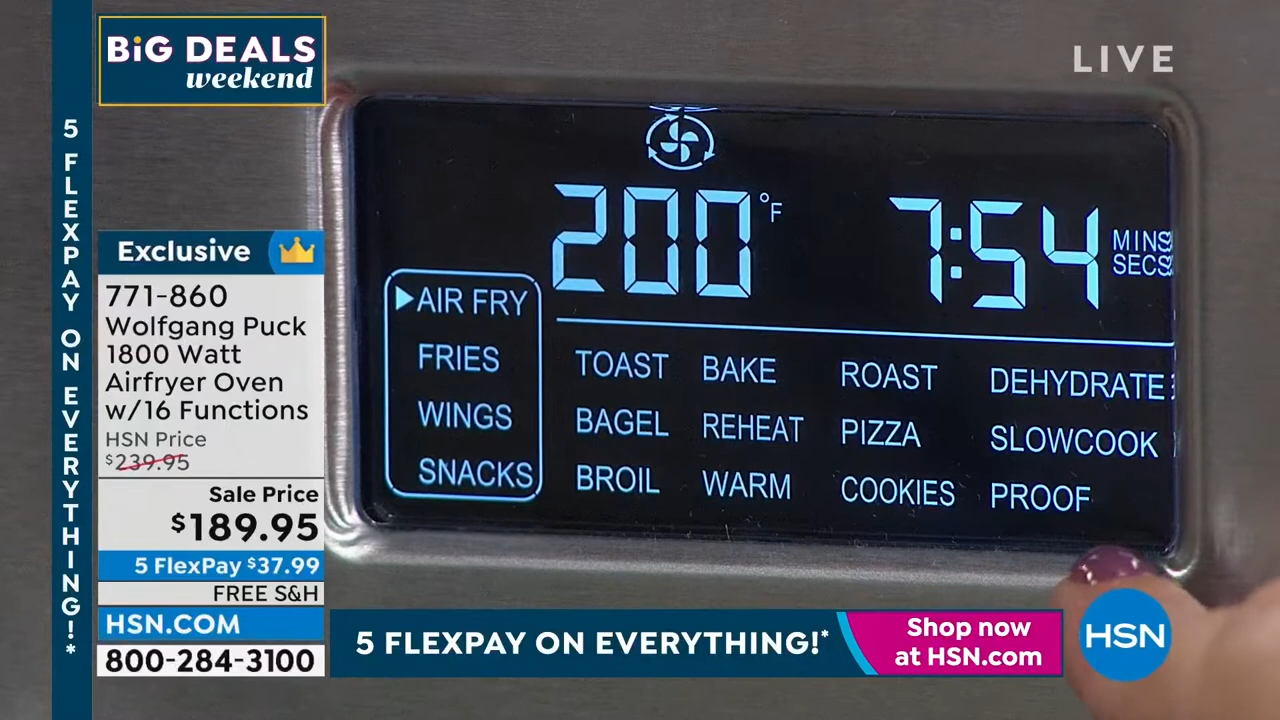 BiG DEALS
weekend
LIVE
5 FLEXPAY ON EVERYTHING!*
Exclusive
771-860
Wolfgang Puck
1800 Watt
Airfryer Oven
w/16 Functions
HSN Price
$239.95
Sale Price
$189.95
5 FlexPay $37.99
FREE S&H
HSN.COM
800-284-3100
200 °F
7:54 MINS
SECS
AIR FRY
FRIES
WINGS
SNACKS
TOAST BAKE ROAST DEHYDRATE
BAGEL REHEAT PIZZA SLOWCOOK
BROIL WARM COOKIES PROOF
5 FLEXPAY ON EVERYTHING!*
Shop now
at HSN.com
HSN